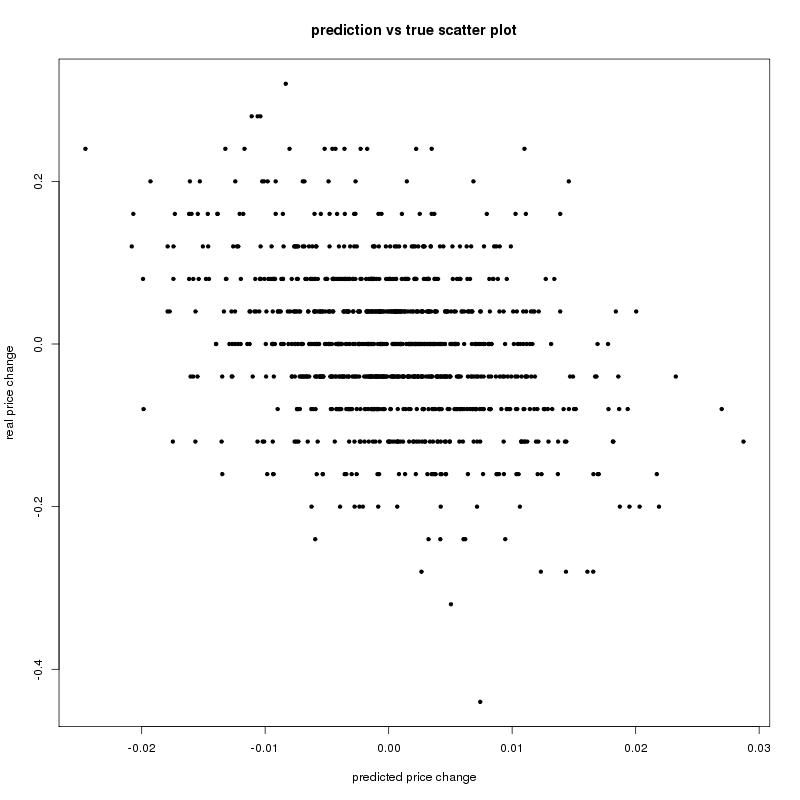 prediction vs true scatter plot
real price change
0.2
0.0
-0.2
-0.4
-0.02 -0.01 0.00 0.01 0.02 0.03
predicted price change